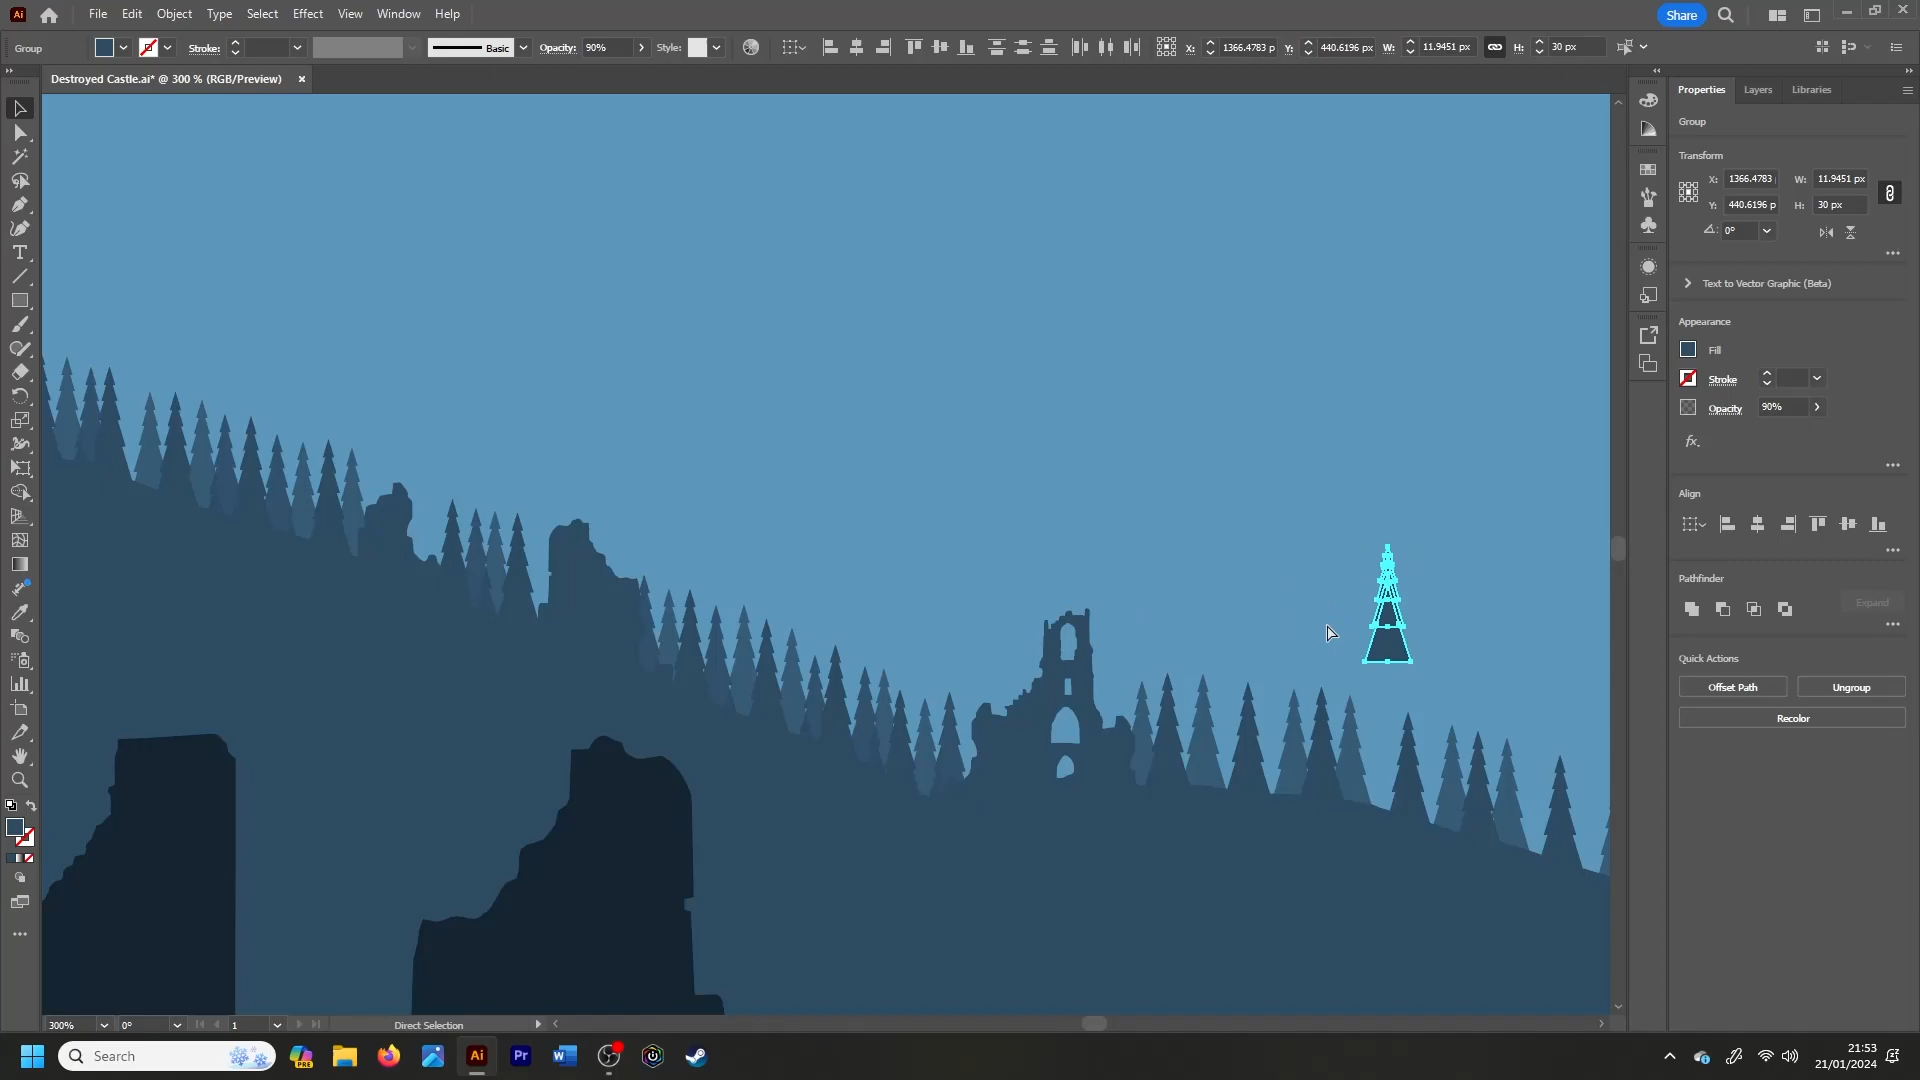 Ai File Edit Object Type Select Effect View Window Help Share
Group Stroke: Basic Opacity: 90% Style: X: 1366.4783 p Y: 440.6196 px W: 11.9451 px H: 30 px
Destroyed Castle.ai* @ 300 % (RGB/Preview) ×
Properties Layers Libraries
Group
Transform
X: 1366.4783 W: 11.9451 px
Y: 440.6196 p H: 30 px
0°
Text to Vector Graphic (Beta)
Appearance
Fill
Stroke
Opacity 90%
fx.
Align
Pathfinder
Expand
Quick Actions
Offset Path Ungroup
Recolor
300% 0° 1 Direct Selection
Search PRE Ai Pr W
21:53
21/01/2024